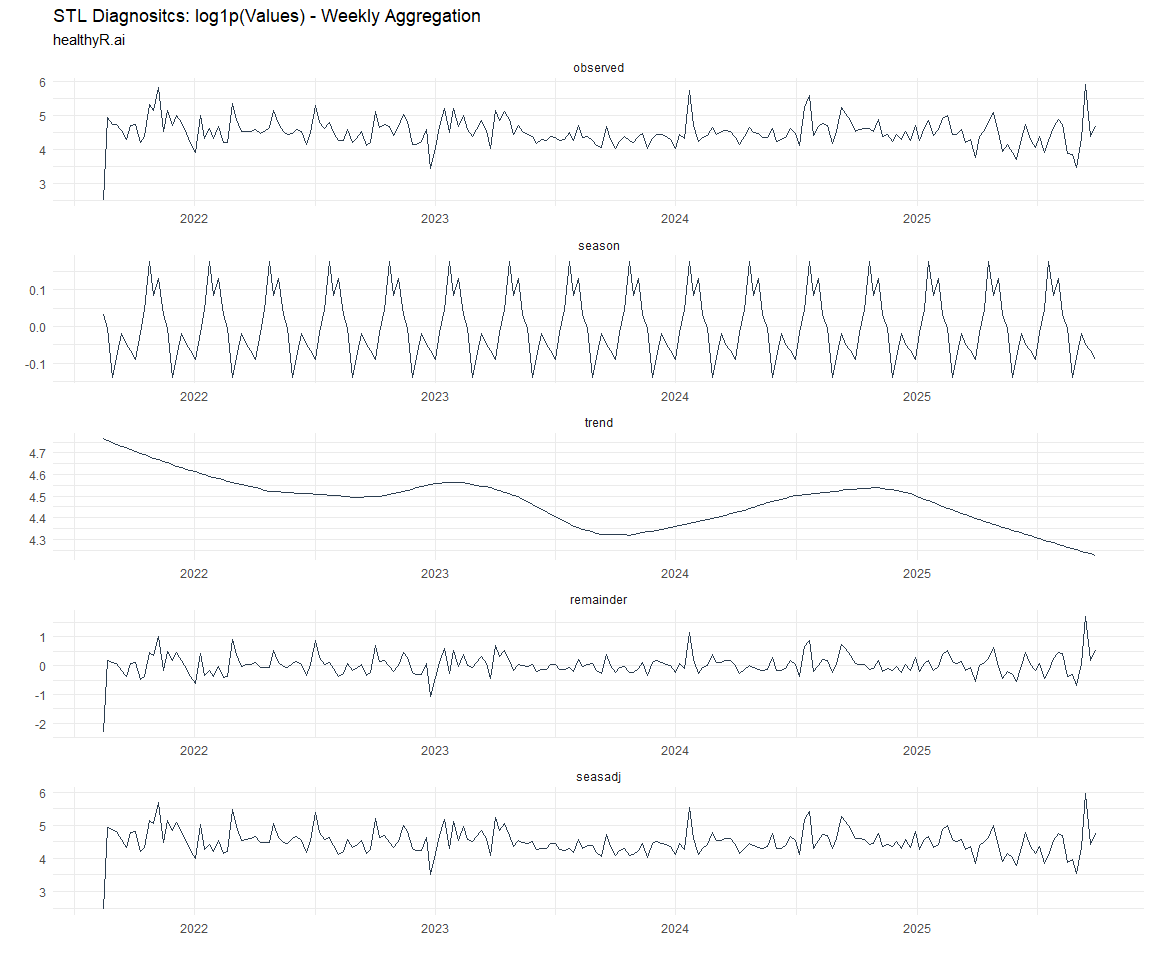 STL Diagnositcs: log1p(Values) - Weekly Aggregation
healthyR.ai
observed
6
5
4
3
2022 2023 2024 2025
season
0.1
0.0
-0.1
2022 2023 2024 2025
trend
4.7
4.6
4.5
4.4
4.3
2022 2023 2024 2025
remainder
1
0
-1
-2
2022 2023 2024 2025
seasadj
6
5
4
3
2022 2023 2024 2025